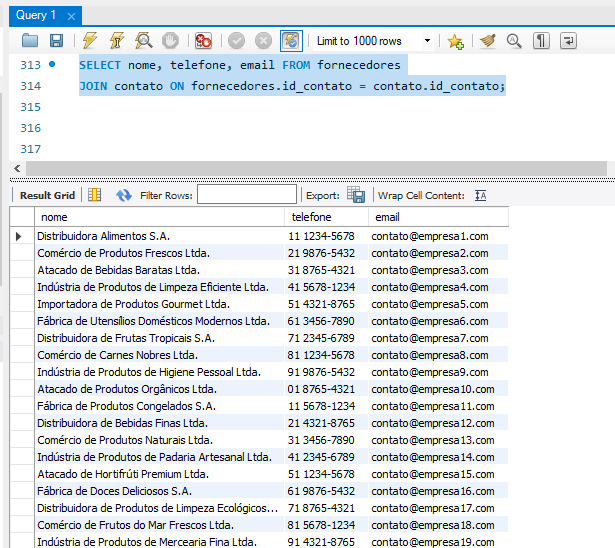 Query 1
Limit to 1000 rows
313 SELECT nome, telefone, email FROM fornecedores
314 JOIN contato ON fornecedores.id_contato = contato.id_contato;
315
316
317
Result Grid Filter Rows: Export: Wrap Cell Content:
nome telefone email
Distribuidora Alimentos S.A. 11 1234-5678 contato@empresa1.com
Comércio de Produtos Frescos Ltda. 21 9876-5432 contato@empresa2.com
Atacado de Bebidas Baratas Ltda. 31 8765-4321 contato@empresa3.com
Indústria de Produtos de Limpeza Eficiente Ltda. 41 5678-1234 contato@empresa4.com
Importadora de Produtos Gourmet Ltda. 51 4321-8765 contato@empresa5.com
Fábrica de Utensílios Domésticos Modernos Ltda. 61 3456-7890 contato@empresa6.com
Distribuidora de Frutas Tropicais S.A. 71 2345-6789 contato@empresa7.com
Comércio de Carnes Nobres Ltda. 81 1234-5678 contato@empresa8.com
Indústria de Produtos de Higiene Pessoal Ltda. 91 9876-5432 contato@empresa9.com
Atacado de Produtos Orgânicos Ltda. 01 8765-4321 contato@empresa10.com
Fábrica de Produtos Congelados S.A. 11 5678-1234 contato@empresa11.com
Distribuidora de Bebidas Finas Ltda. 21 4321-8765 contato@empresa12.com
Comércio de Produtos Naturais Ltda. 31 3456-7890 contato@empresa13.com
Indústria de Produtos de Padaria Artesanal Ltda. 41 2345-6789 contato@empresa14.com
Atacado de Hortifrúti Premium Ltda. 51 1234-5678 contato@empresa15.com
Fábrica de Doces Deliciosos S.A. 61 9876-5432 contato@empresa16.com
Distribuidora de Produtos de Limpeza Ecológicos... 71 8765-4321 contato@empresa17.com
Comércio de Frutos do Mar Frescos Ltda. 81 5678-1234 contato@empresa18.com
Indústria de Produtos de Mercearia Fina Ltda. 91 4321-8765 contato@empresa19.com